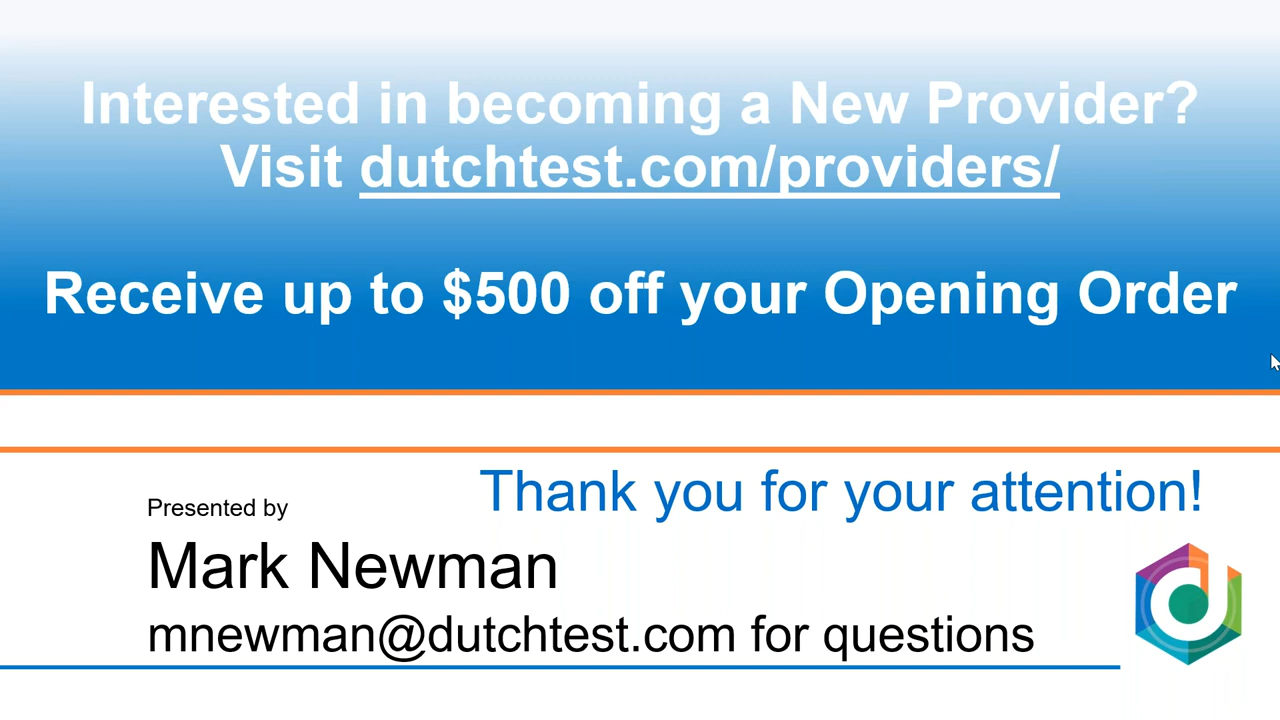 Interested in becoming a New Provider?
Visit dutchtest.com/providers/
Receive up to $500 off your Opening Order
Thank you for your attention!
Presented by
Mark Newman
mnewman@dutchtest.com for questions